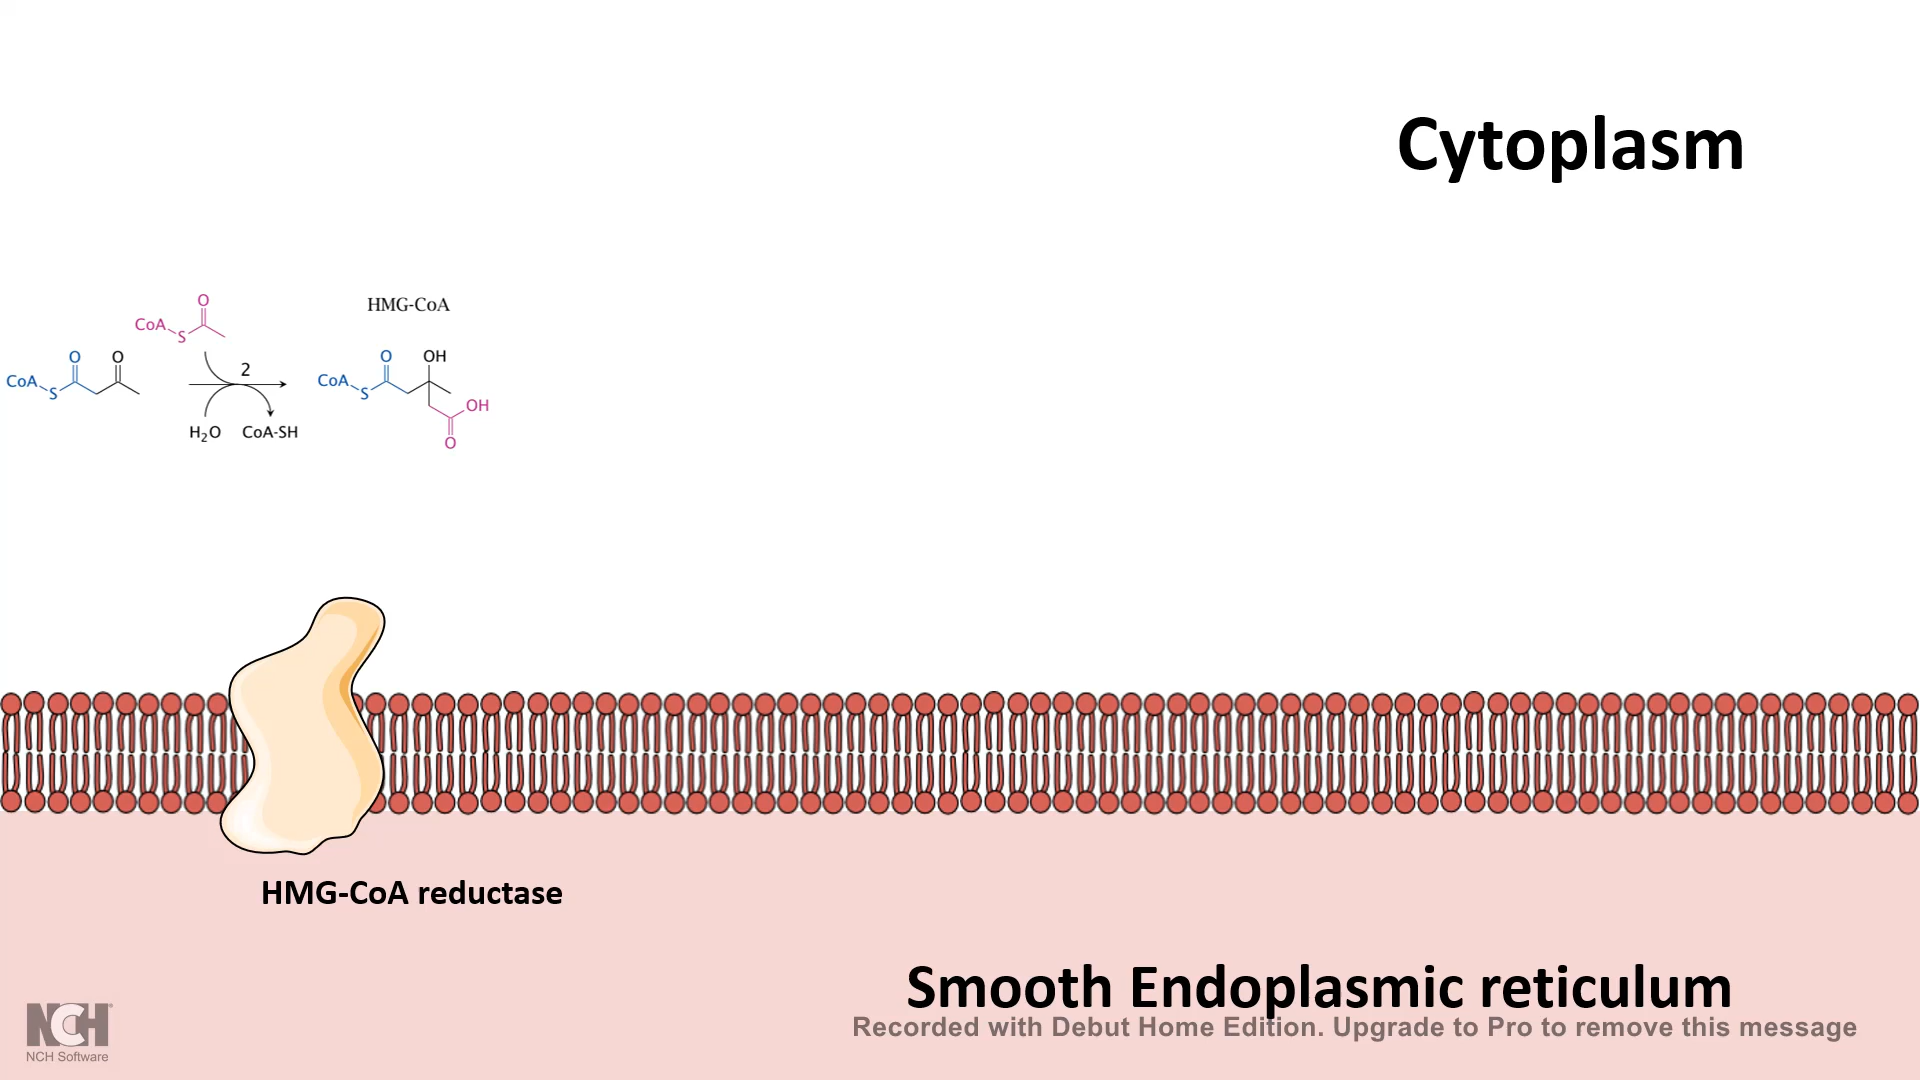 Cytoplasm
HMG-CoA
O
CoA
S
O
O
CoA
S
2
H₂O
CoA-SH
O
OH
CoA
S
OH
O
HMG-CoA reductase
Smooth Endoplasmic reticulum
Recorded with Debut Home Edition. Upgrade to Pro to remove this message
NCH
NCH Software